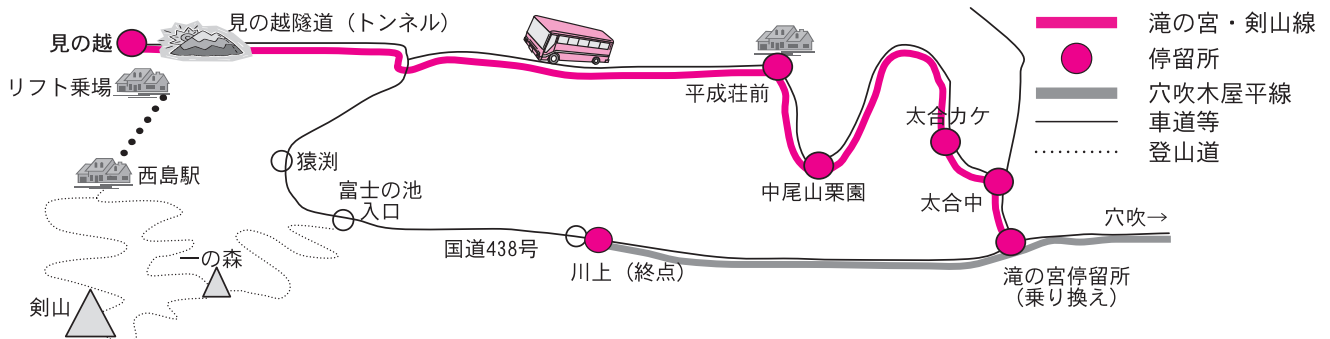 見の越隧道（トンネル）
見の越
リフト乗場
西島駅
猿渕
富士の池
入口
一の森
剣山
国道438号
川上（終点）
平成荘前
中尾山栗園
太合カケ
太合中
穴吹→
滝の宮停留所
（乗り換え）
滝の宮・剣山線
停留所
穴吹木屋平線
車道等
登山道